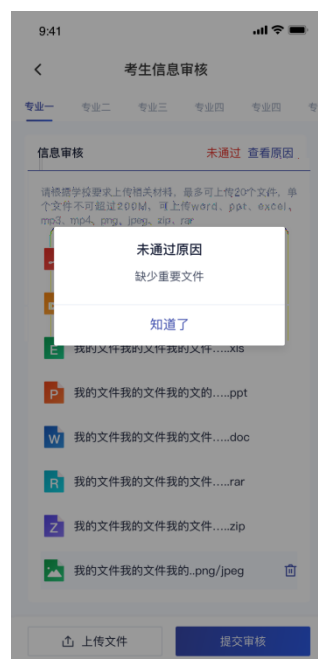 9:41
考生信息审核
专业一 专业二 专业三 专业四 专业四 专
信息审核 未通过 查看原因
请根据学校要求上传相关材料，最多可上传20个文件，单
个文件不可超过200M，可上传word、ppt、excel、
mp3、mp4、png、jpeg、zip、rar
未通过原因
缺少重要文件
知道了
E 我的文件我的文件我的文件.....xls
P 我的文件我的文件我的文的.....ppt
W 我的文件我的文件我的文件.....doc
R 我的文件我的文件我的文件.....rar
Z 我的文件我的文件我的文件.....zip
我的文件我的文件我的..png/jpeg
上传文件 提交审核